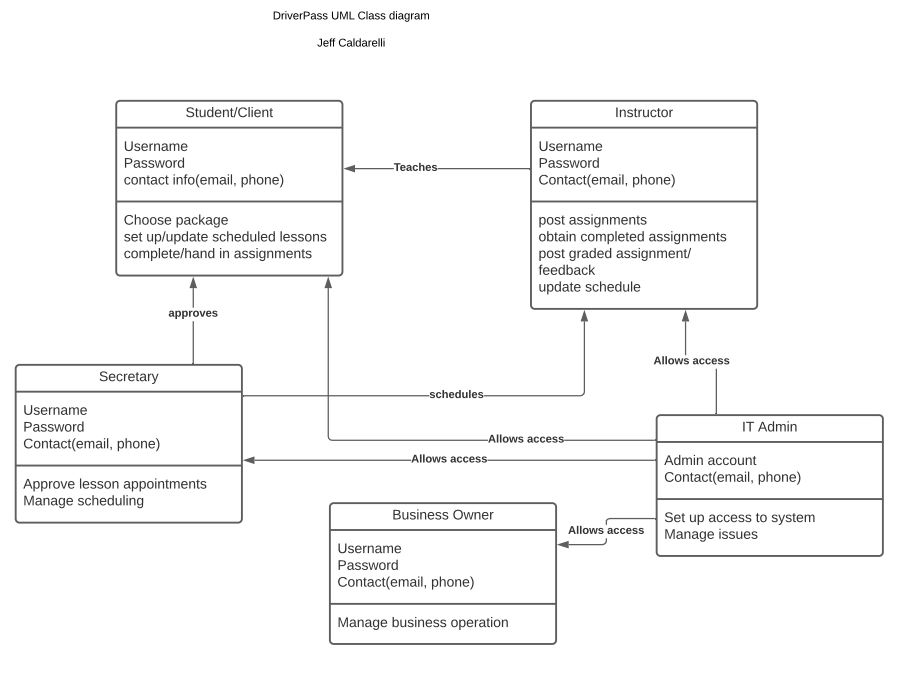 DriverPass UML Class diagram
Jeff Caldarelli
Student/Client
Username
Password
contact info(email, phone)
Choose package
set up/update scheduled lessons
complete/hand in assignments
Teaches
Instructor
Username
Password
Contact(email, phone)
post assignments
obtain completed assignments
post graded assignment/
feedback
update schedule
approves
Allows access
Secretary
Username
Password
Contact(email, phone)
Approve lesson appointments
Manage scheduling
schedules
Allows access
Allows access
IT Admin
Admin account
Contact(email, phone)
Set up access to system
Manage issues
Allows access
Business Owner
Username
Password
Contact(email, phone)
Manage business operation